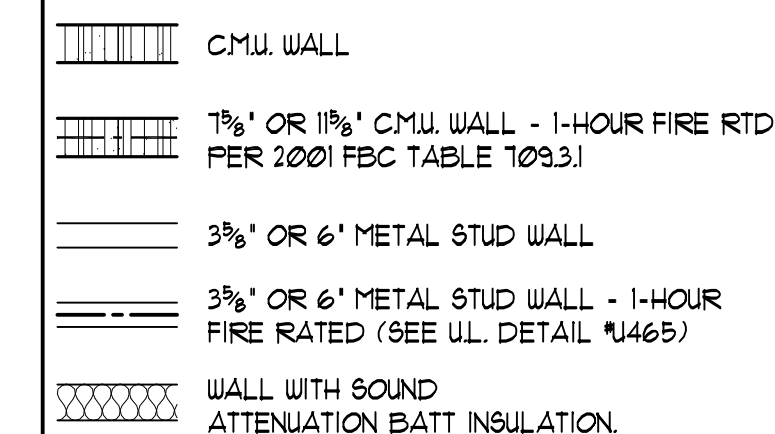 C.M.U. WALL
7⅝" OR 11⅝" C.M.U. WALL - 1-HOUR FIRE RTD
PER 2001 FBC TABLE 709.3.1
3⅝" OR 6" METAL STUD WALL
3⅝" OR 6" METAL STUD WALL - 1-HOUR
FIRE RATED (SEE U.L. DETAIL #U465)
WALL WITH SOUND
ATTENUATION BATT INSULATION.